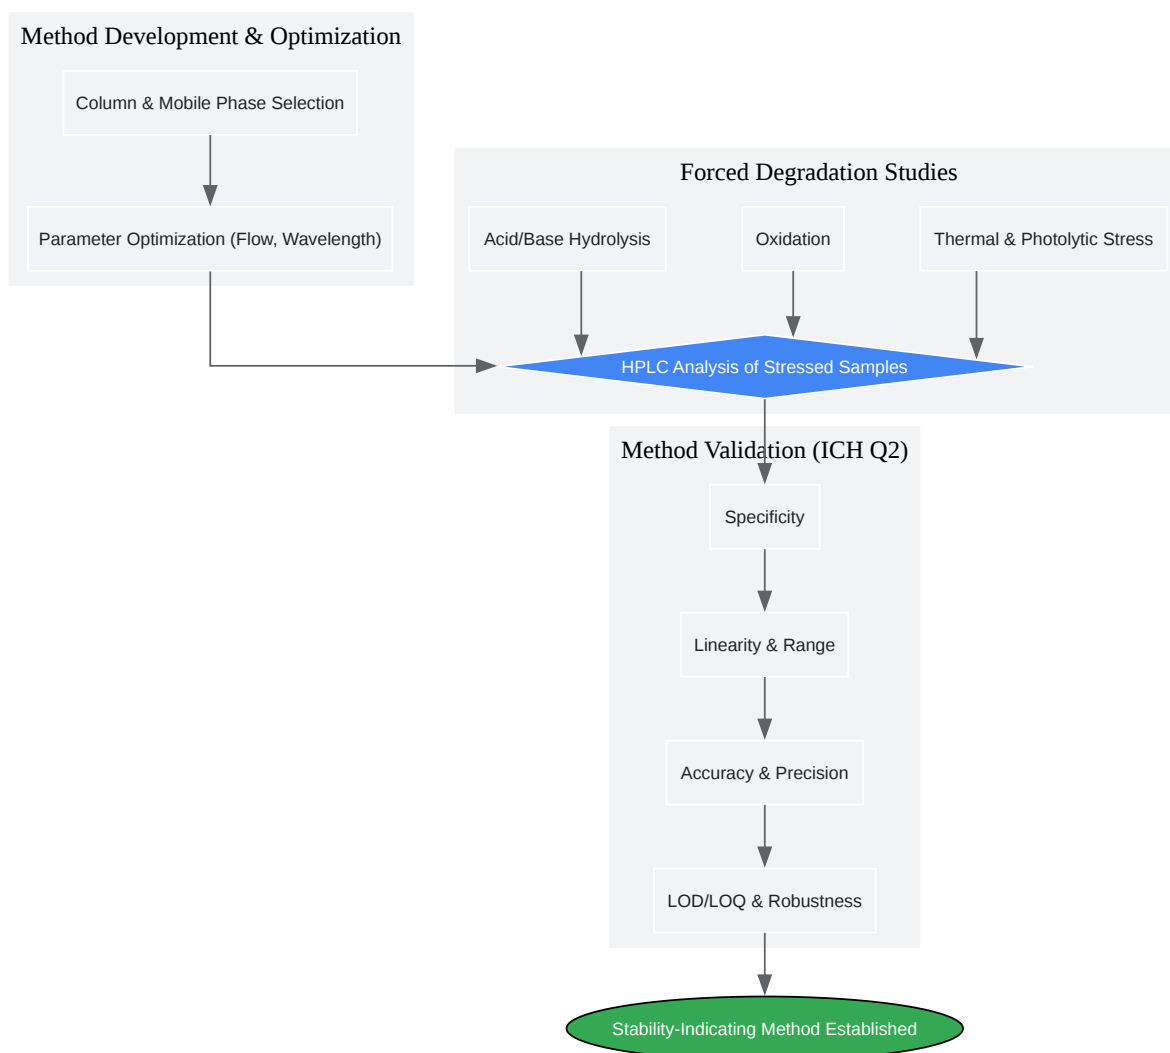 Method Development & Optimization
Column & Mobile Phase Selection
Parameter Optimization (Flow, Wavelength)
Forced Degradation Studies
Acid/Base Hydrolysis
Oxidation
Thermal & Photolytic Stress
HPLC Analysis of Stressed Samples
Method Validation (ICH Q2)
Specificity
Linearity & Range
Accuracy & Precision
LOD/LOQ & Robustness
Stability-Indicating Method Established